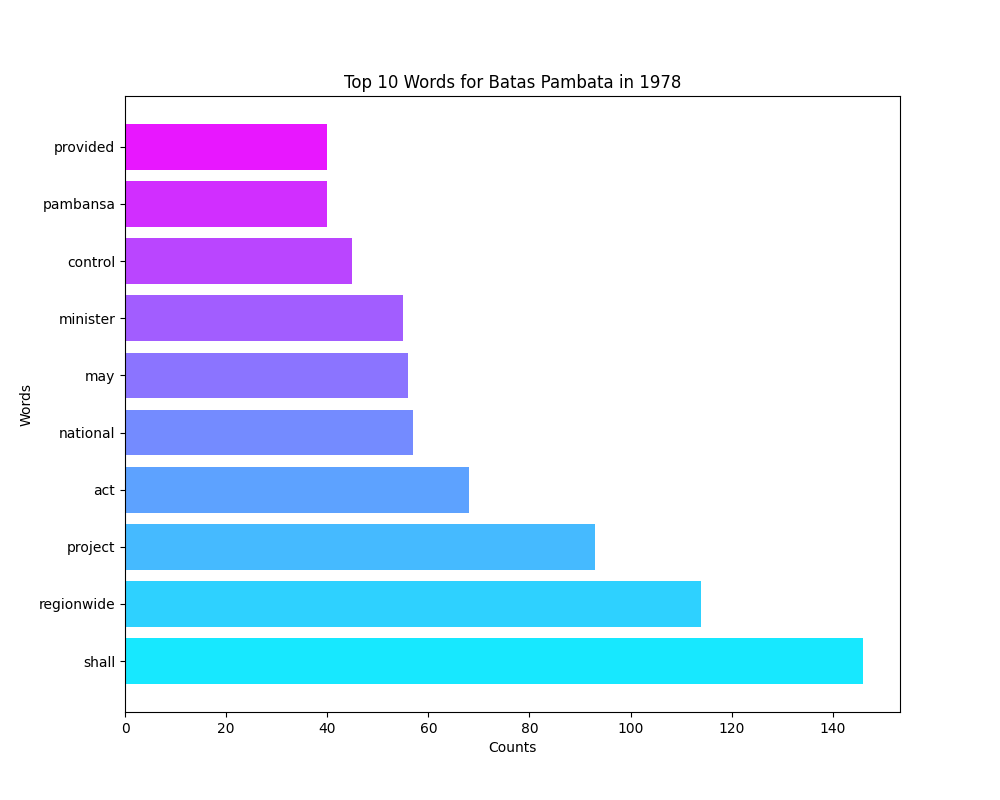 Top 10 Words for Batas Pambata in 1978
Words
provided
pambansa
control
minister
may
national
act
project
regionwide
shall
0 20 40 60 80 100 120 140
Counts